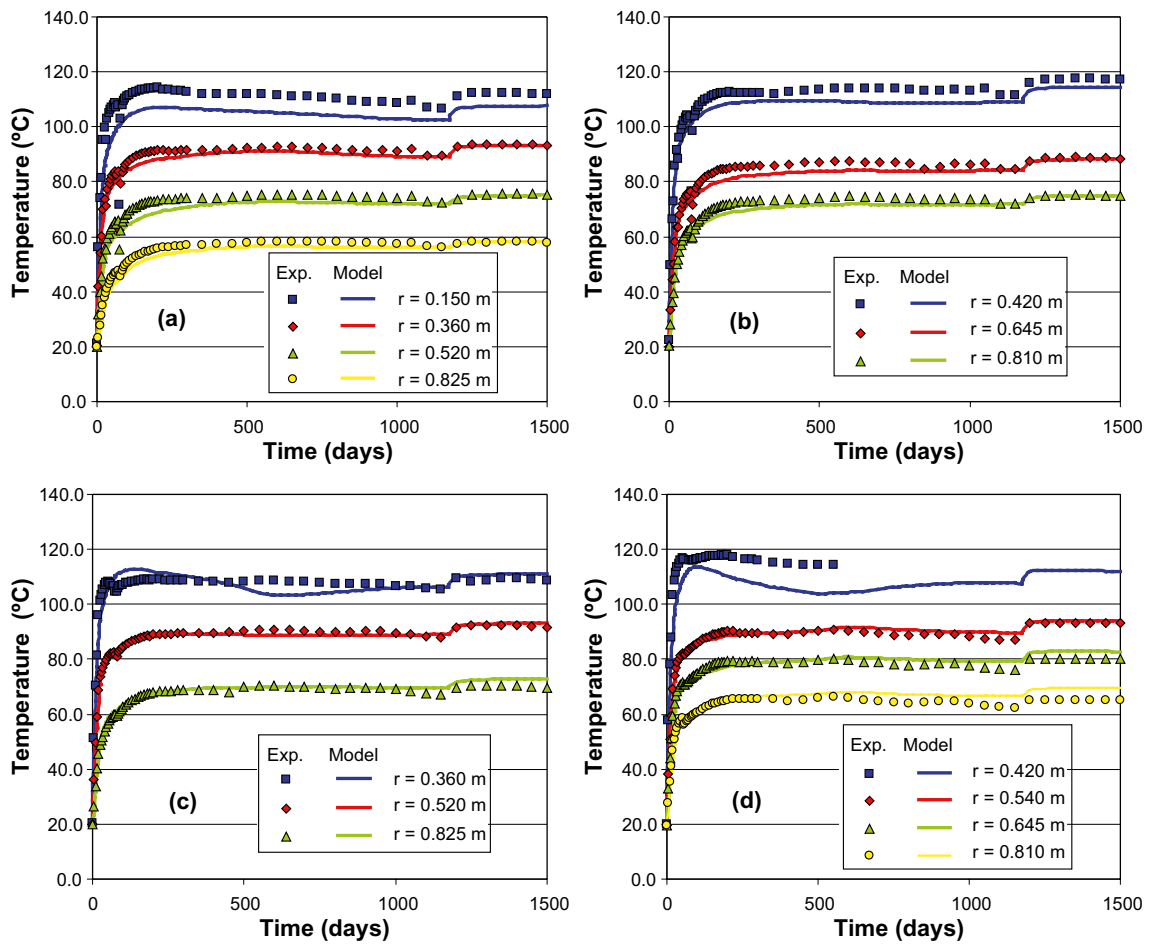 140.0
120.0
100.0
80.0
60.0
40.0
20.0
0.0
Temperature (ºC)
0 500 1000 1500
Time (days)
(a)
Exp. Model
r = 0.150 m
r = 0.360 m
r = 0.520 m
r = 0.825 m
140.0
120.0
100.0
80.0
60.0
40.0
20.0
0.0
Temperature (ºC)
0 500 1000 1500
Time (days)
(b)
Exp. Model
r = 0.420 m
r = 0.645 m
r = 0.810 m
140.0
120.0
100.0
80.0
60.0
40.0
20.0
0.0
Temperature (ºC)
0 500 1000 1500
Time (days)
(c)
Exp. Model
r = 0.360 m
r = 0.520 m
r = 0.825 m
140.0
120.0
100.0
80.0
60.0
40.0
20.0
0.0
Temperature (ºC)
0 500 1000 1500
Time (days)
(d)
Exp. Model
r = 0.420 m
r = 0.540 m
r = 0.645 m
r = 0.810 m